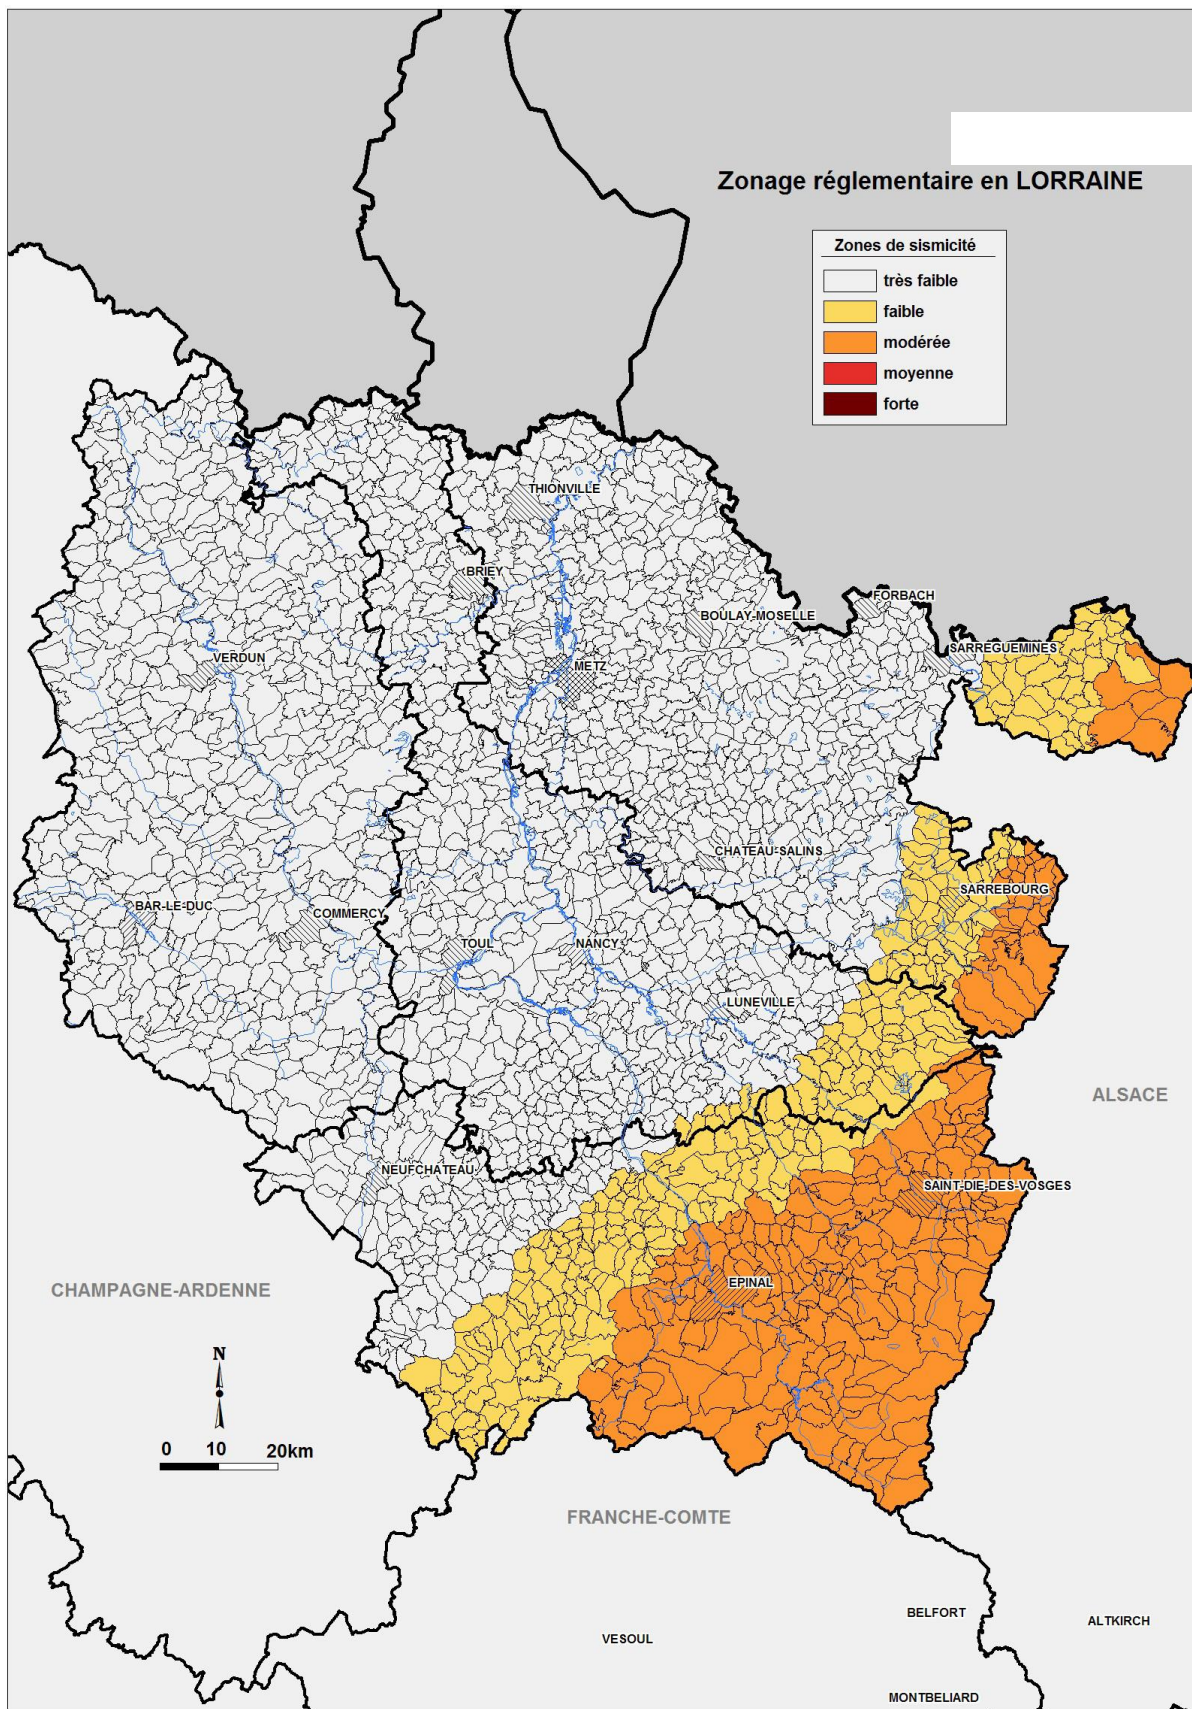 Zonage réglementaire en LORRAINE
Zones de sismicité
très faible
faible
modérée
moyenne
forte
THIONVILLE
BRIEY
FORBACH
BOULAY-MOSELLE
SARREGUEMINES
VERDUN
METZ
CHATEAU-SALINS
SARREBOURG
BAR-LE-DUC
COMMERCY
TOUL
NANCY
LUNEVILLE
ALSACE
NEUFCHATEAU
SAINT-DIE-DES-VOSGES
CHAMPAGNE-ARDENNE
EPINAL
N
0 10 20km
FRANCHE-COMTE
BELFORT
ALTKIRCH
VESOUL
MONTBELIARD